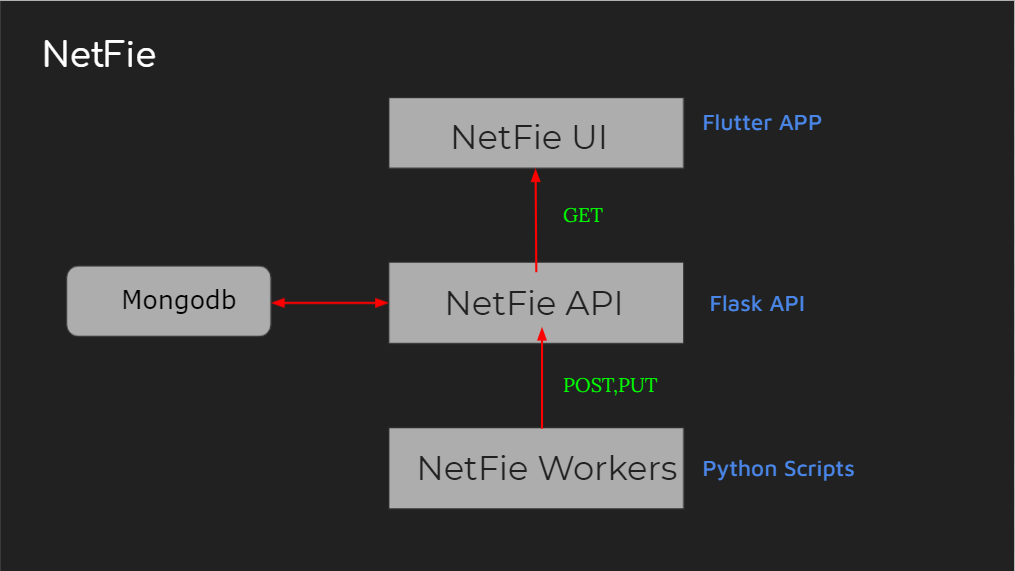 NetFie
NetFie UI
Flutter APP
GET
Mongodb
NetFie API
Flask API
POST,PUT
NetFie Workers
Python Scripts